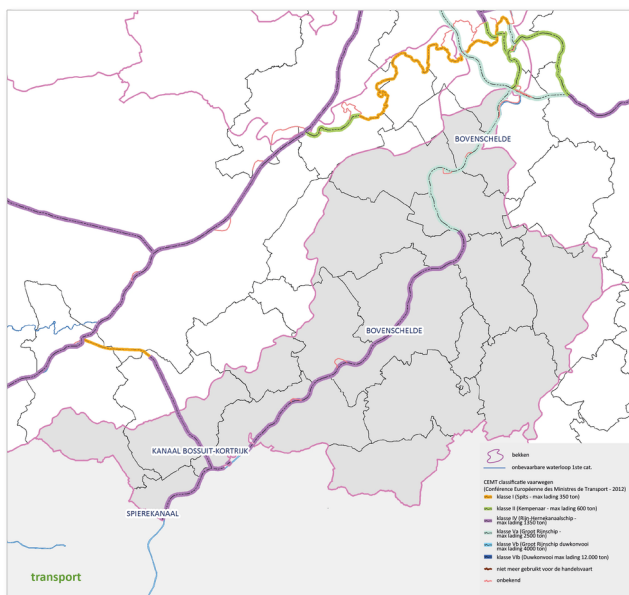 BOVENSCHELDE
BOVENSCHELDE
KANAAL BOSSUIT-KORTRIJK
SPIEREKANAAL
transport
bekken
onbevaarbare waterloop 1ste cat.
CEMT classificatie vaarwegen
(Conférence Européenne des Ministres de Transport - 2012)
klasse I (Spits - max lading 350 ton)
klasse II (Kempenaar - max lading 600 ton)
klasse IV (Rijn-Hernekanaalschip -
max lading 1350 ton)
klasse Va (Groot Rijnschip -
max lading 2500 ton)
klasse Vb (Groot Rijnschip duwkonvooi
max lading 4000 ton)
klasse VIb (Duwkonvooi max lading 12.000 ton)
niet meer gebruikt voor de handelsvaart
onbekend